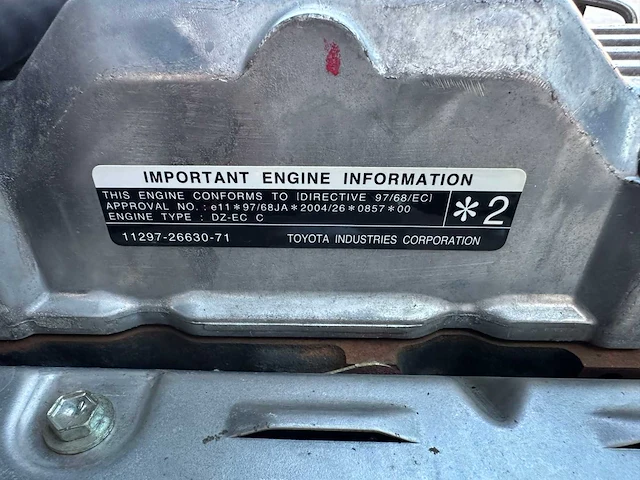 IMPORTANT ENGINE INFORMATION
THIS ENGINE CONFORMS TO [DIRECTIVE 97/68/EC]
APPROVAL NO. : e11*97/68JA*2004/26*0857*00
ENGINE TYPE : DZ-EC C
*2
11297-26630-71 TOYOTA INDUSTRIES CORPORATION